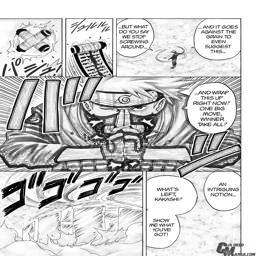 ...AND IT GOES
AGAINST THE
GRAIN TO
EVEN
SUGGEST
THIS...
...BUT WHAT
DO YOU SAY
WE STOP
SCREWING
AROUND...
...AND WRAP
THIS UP
RIGHT NOW?
ONE BIG
MOVE,
WINNER
TAKE ALL."
ゴゴゴゴ
AN
INTRIGUING
NOTION...
WHAT'S
LEFT,
KAKASHI?
SHOW ME
WHAT
YOU'VE
GOT!